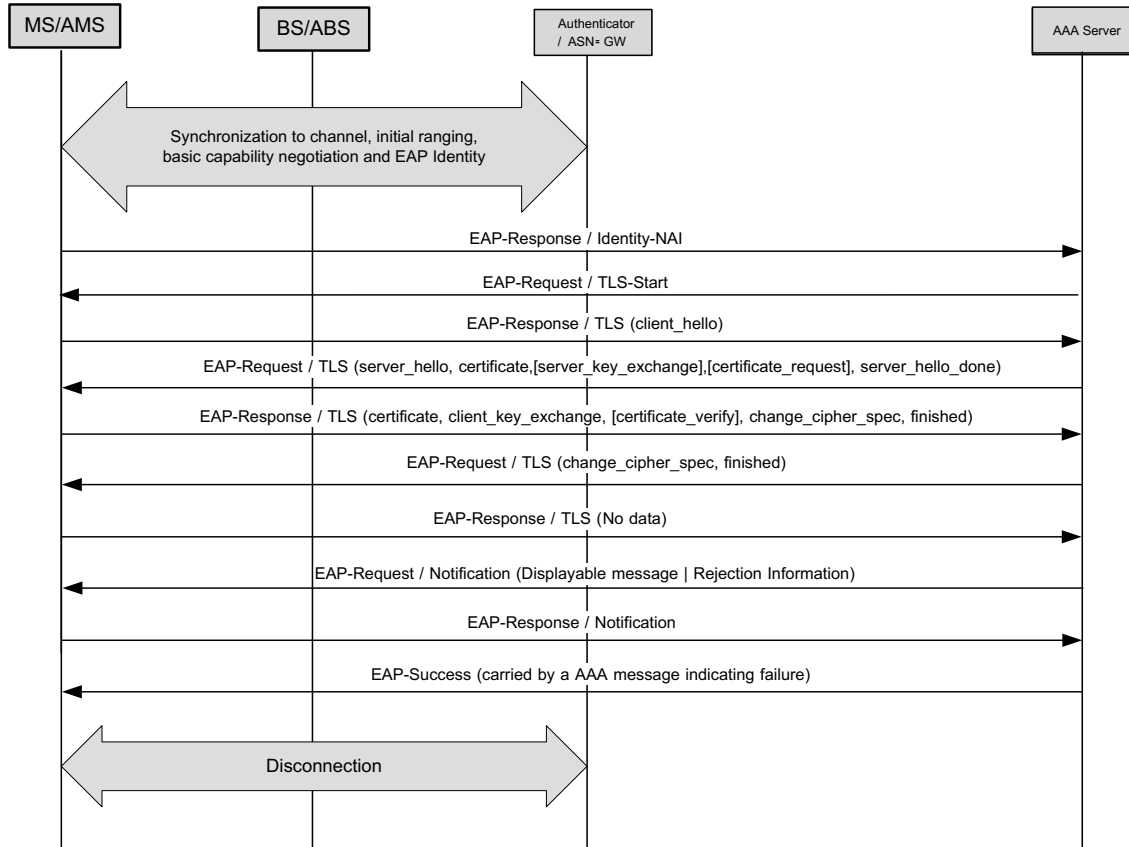 MS/AMS
BS/ABS
Authenticator
/ ASN- GW
AAA Server
Synchronization to channel, initial ranging,
basic capability negotiation and EAP Identity
EAP-Response / Identity-NAI
EAP-Request / TLS-Start
EAP-Response / TLS (client_hello)
EAP-Request / TLS (server_hello, certificate,[server_key_exchange],[certificate_request], server_hello_done)
EAP-Response / TLS (certificate, client_key_exchange, [certificate_verify], change_cipher_spec, finished)
EAP-Request / TLS (change_cipher_spec, finished)
EAP-Response / TLS (No data)
EAP-Request / Notification (Displayable message | Rejection Information)
EAP-Response / Notification
EAP-Success (carried by a AAA message indicating failure)
Disconnection